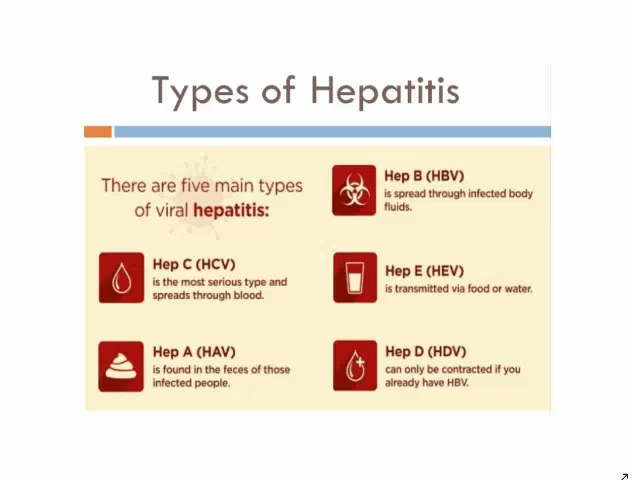 Types of Hepatitis
There are five main types
of viral hepatitis:
Hep B (HBV)
is spread through infected body
fluids.
Hep C (HCV)
is the most serious type and
spreads through blood.
Hep E (HEV)
is transmitted via food or water.
Hep A (HAV)
is found in the feces of those
infected people.
Hep D (HDV)
can only be contracted if you
already have HBV.